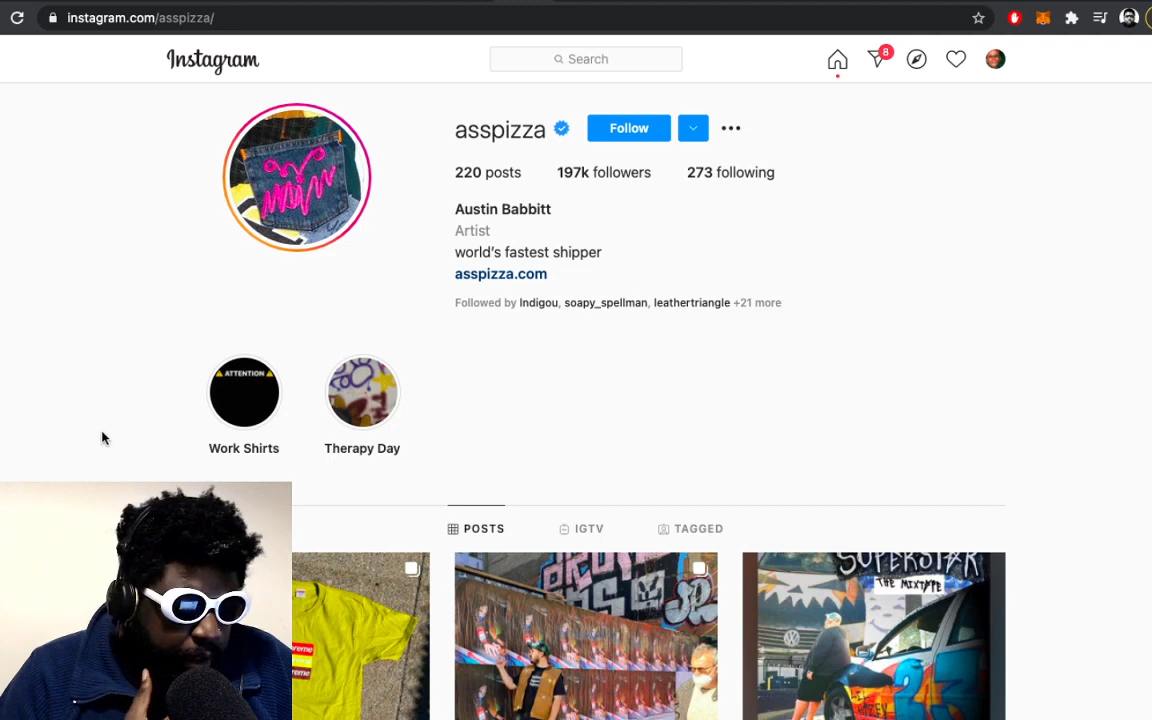 instagram.com/asspizza/
Instagram
Search
8
asspizza
Follow
220 posts 197k followers 273 following
Austin Babbitt
Artist
world's fastest shipper
asspizza.com
Followed by lndigou, soapy_spellman, leathertriangle +21 more
ATTENTION
Work Shirts Therapy Day
POSTS IGTV TAGGED
SUPERSTAR
THE MIXTAPE